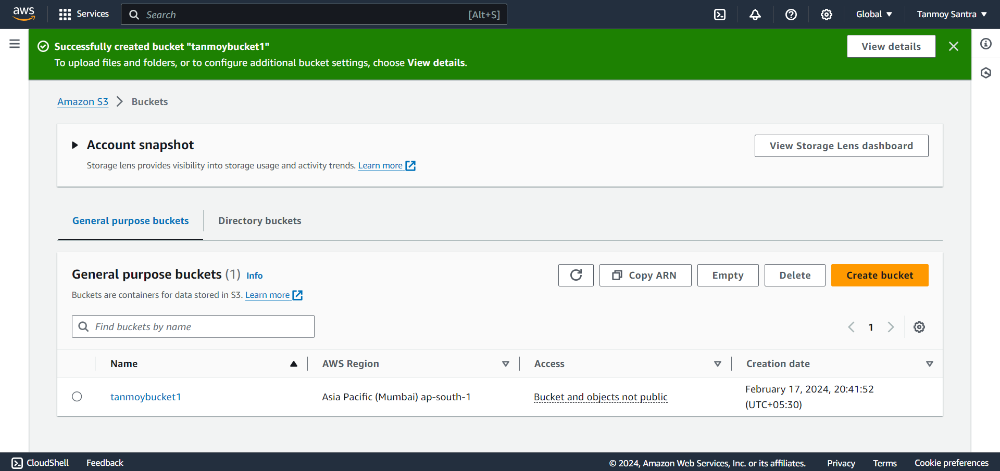 aws
Services
Search
[Alt+S]
Global
Tanmoy Santra
Successfully created bucket "tanmoybucket1"
To upload files and folders, or to configure additional bucket settings, choose View details.
View details
Amazon S3
Buckets
Account snapshot
Storage lens provides visibility into storage usage and activity trends. Learn more
View Storage Lens dashboard
General purpose buckets
Directory buckets
General purpose buckets (1) Info
Buckets are containers for data stored in S3. Learn more
Copy ARN
Empty
Delete
Create bucket
Find buckets by name
1
Name
AWS Region
Access
Creation date
tanmoybucket1
Asia Pacific (Mumbai) ap-south-1
Bucket and objects not public
February 17, 2024, 20:41:52
(UTC+05:30)
CloudShell
Feedback
© 2024, Amazon Web Services, Inc. or its affiliates.
Privacy
Terms
Cookie preferences